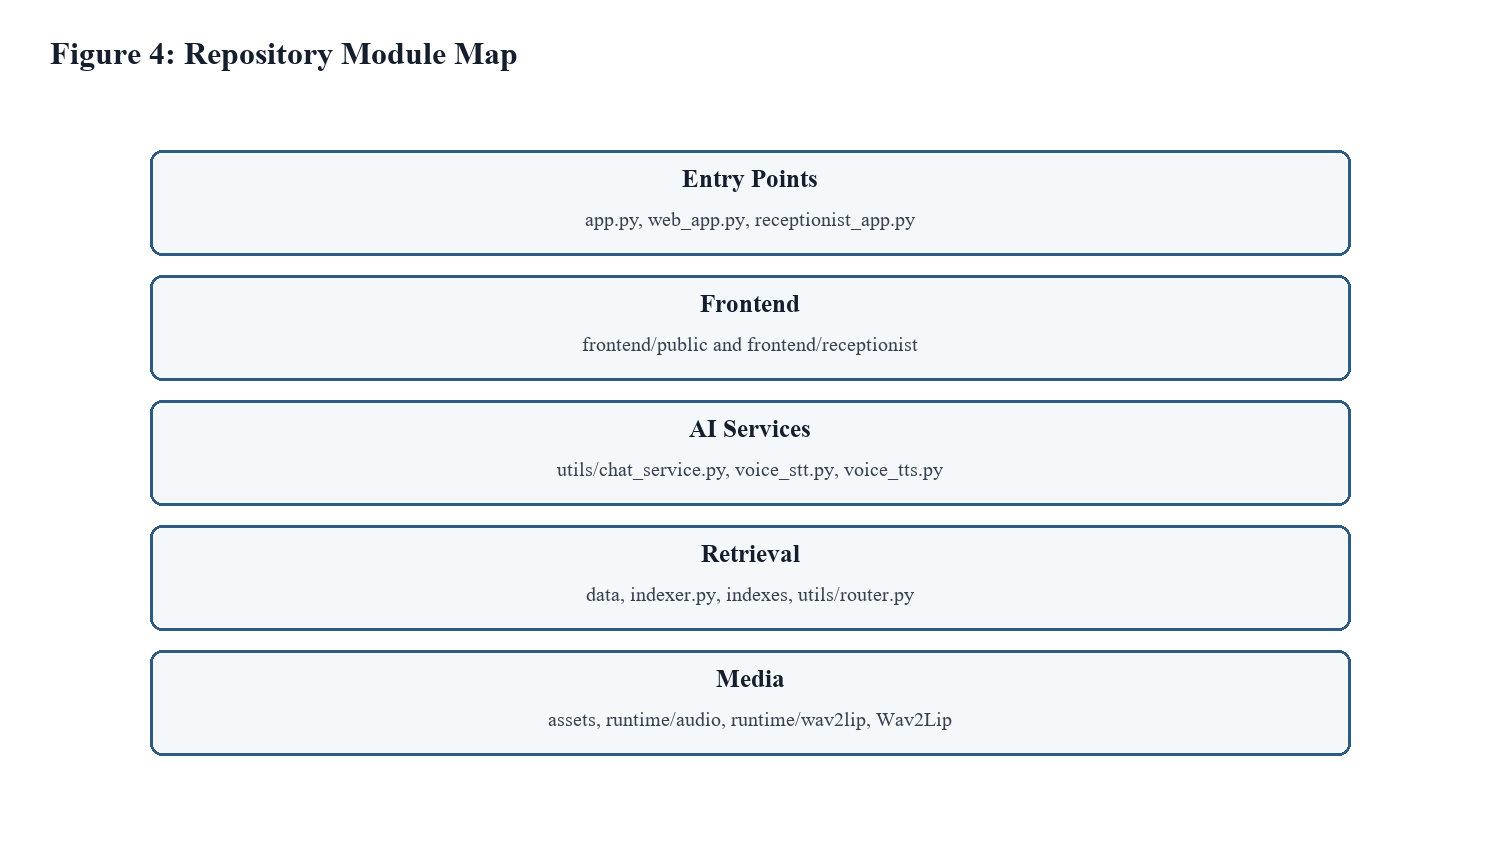 Figure 4: Repository Module Map
Entry Points
app.py, web_app.py, receptionist_app.py
Frontend
frontend/public and frontend/receptionist
AI Services
utils/chat_service.py, voice_stt.py, voice_tts.py
Retrieval
data, indexer.py, indexes, utils/router.py
Media
assets, runtime/audio, runtime/wav2lip, Wav2Lip